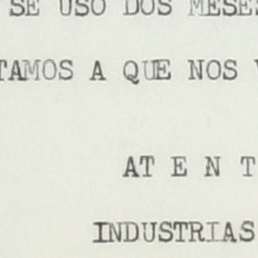 SE USO DOS MESES
TAMOS A QUE NOS
AT E N T
INDUSTRIAS